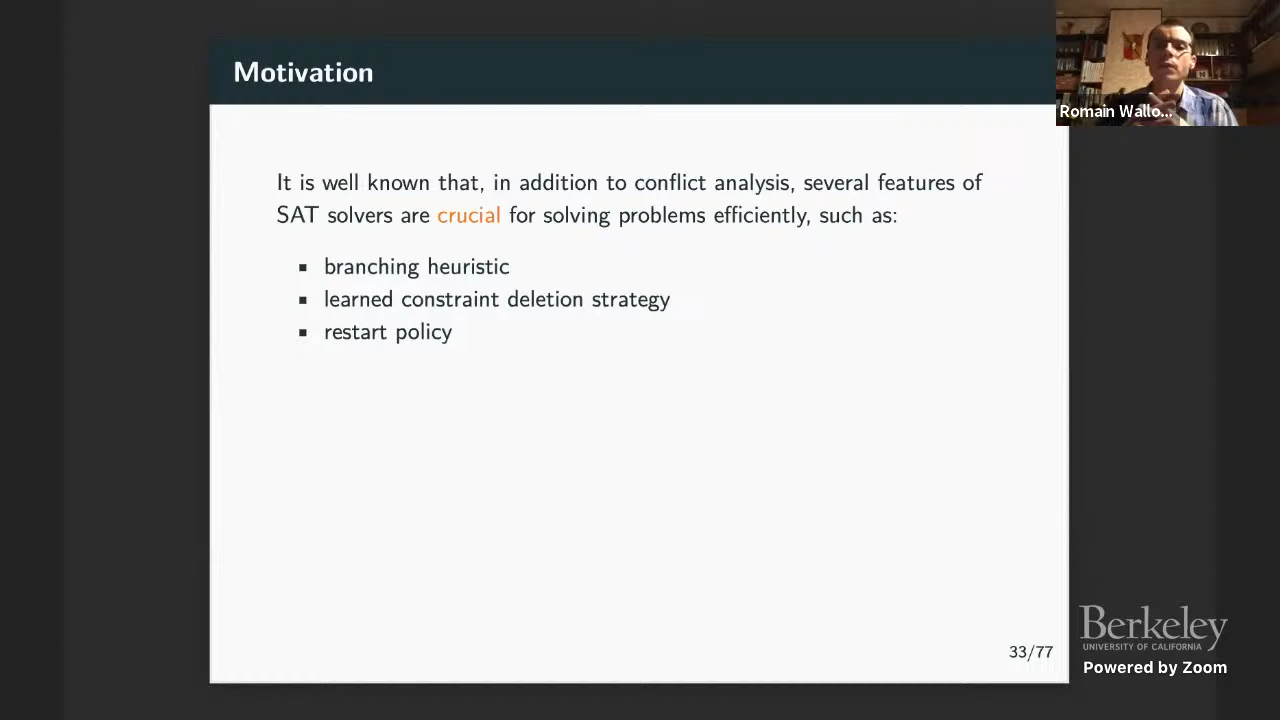 Motivation
Romain Wallo...
It is well known that, in addition to conflict analysis, several features of
SAT solvers are crucial for solving problems efficiently, such as:
▪ branching heuristic
▪ learned constraint deletion strategy
▪ restart policy
33/77
Berkeley
UNIVERSITY OF CALIFORNIA
Powered by Zoom